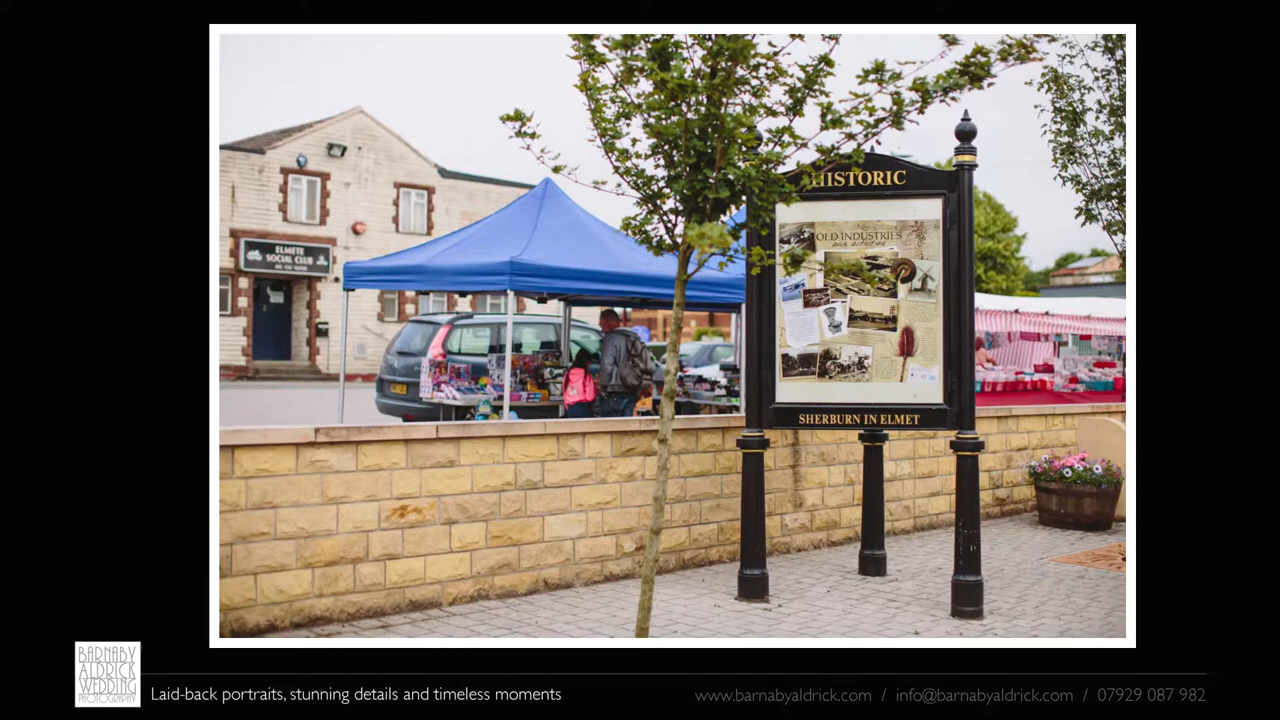 HISTORIC
OLD INDUSTRIES
and activities
ELMETE
SOCIAL CLUB
SHERBURN IN ELMET
BARNABY
ALDRICK
WEDDING
PHOTOGRAPHY
Laid-back portraits, stunning details and timeless moments
www.barnabyaldrick.com / info@barnabyaldrick.com / 07929 087 982